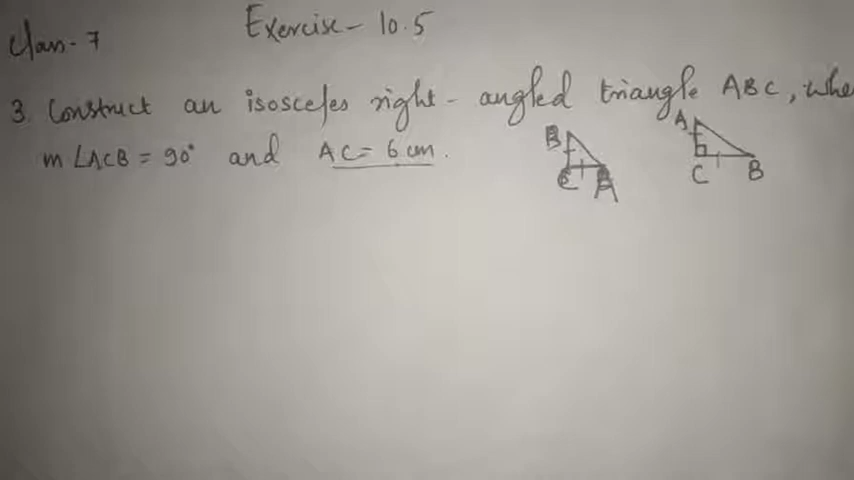 Class-7
Exercise- 10.5
3. Construct an isosceles right-angled triangle ABC, whe
m∠ACB = 90° and AC = 6 cm.
B
C
A
A
C
B